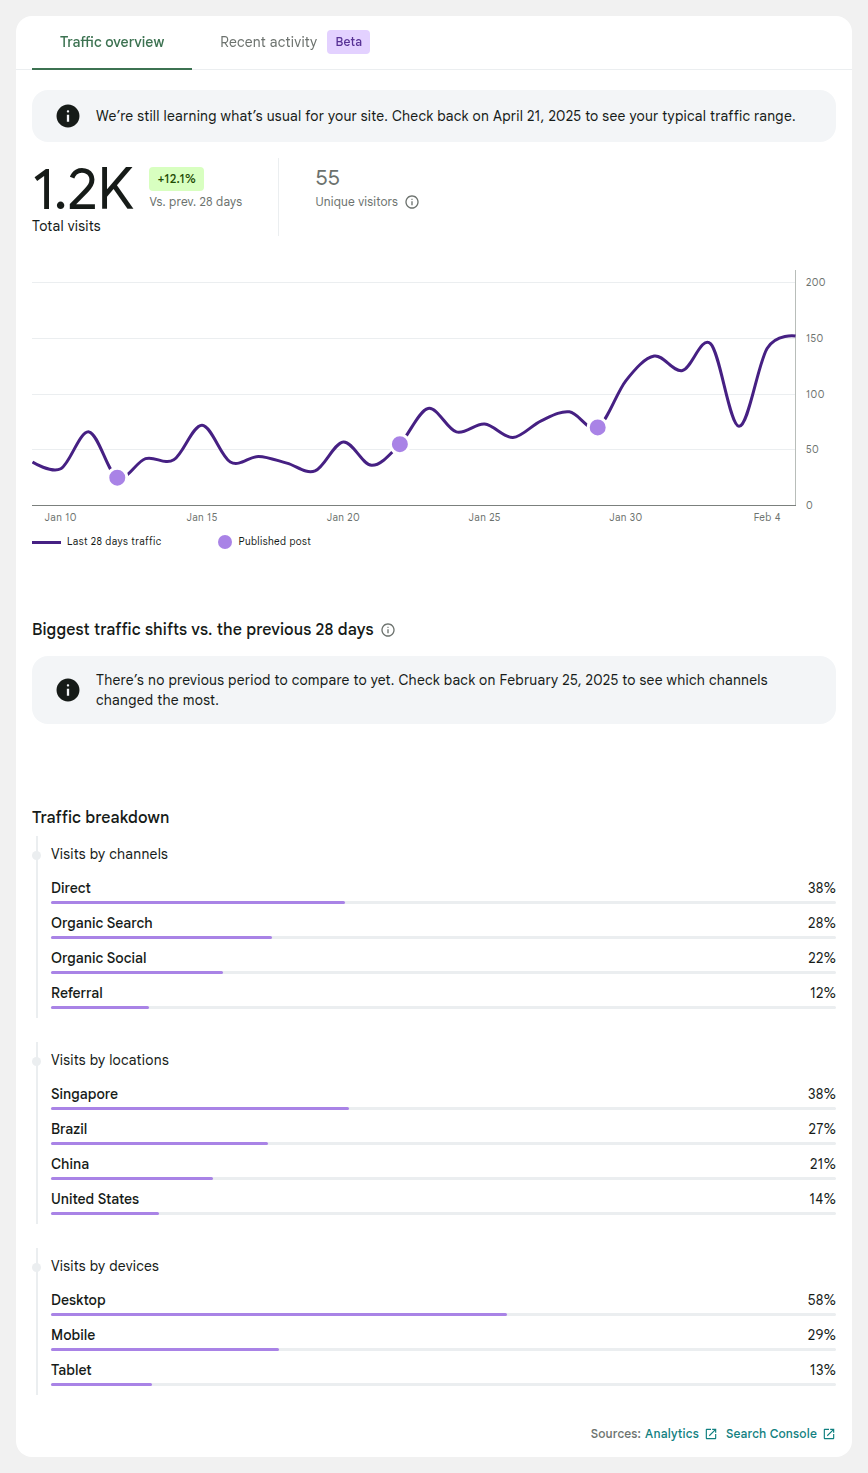 Traffic overview
Recent activity Beta
We’re still learning what’s usual for your site. Check back on April 21, 2025 to see your typical traffic range.
1.2K
+12.1%
Vs. prev. 28 days
Total visits
55
Unique visitors
200
150
100
50
0
Jan 10 Jan 15 Jan 20 Jan 25 Jan 30 Feb 4
Last 28 days traffic Published post
Biggest traffic shifts vs. the previous 28 days
There’s no previous period to compare to yet. Check back on February 25, 2025 to see which channels
changed the most.
Traffic breakdown
Visits by channels
Direct 38%
Organic Search 28%
Organic Social 22%
Referral 12%
Visits by locations
Singapore 38%
Brazil 27%
China 21%
United States 14%
Visits by devices
Desktop 58%
Mobile 29%
Tablet 13%
Sources: Analytics Search Console